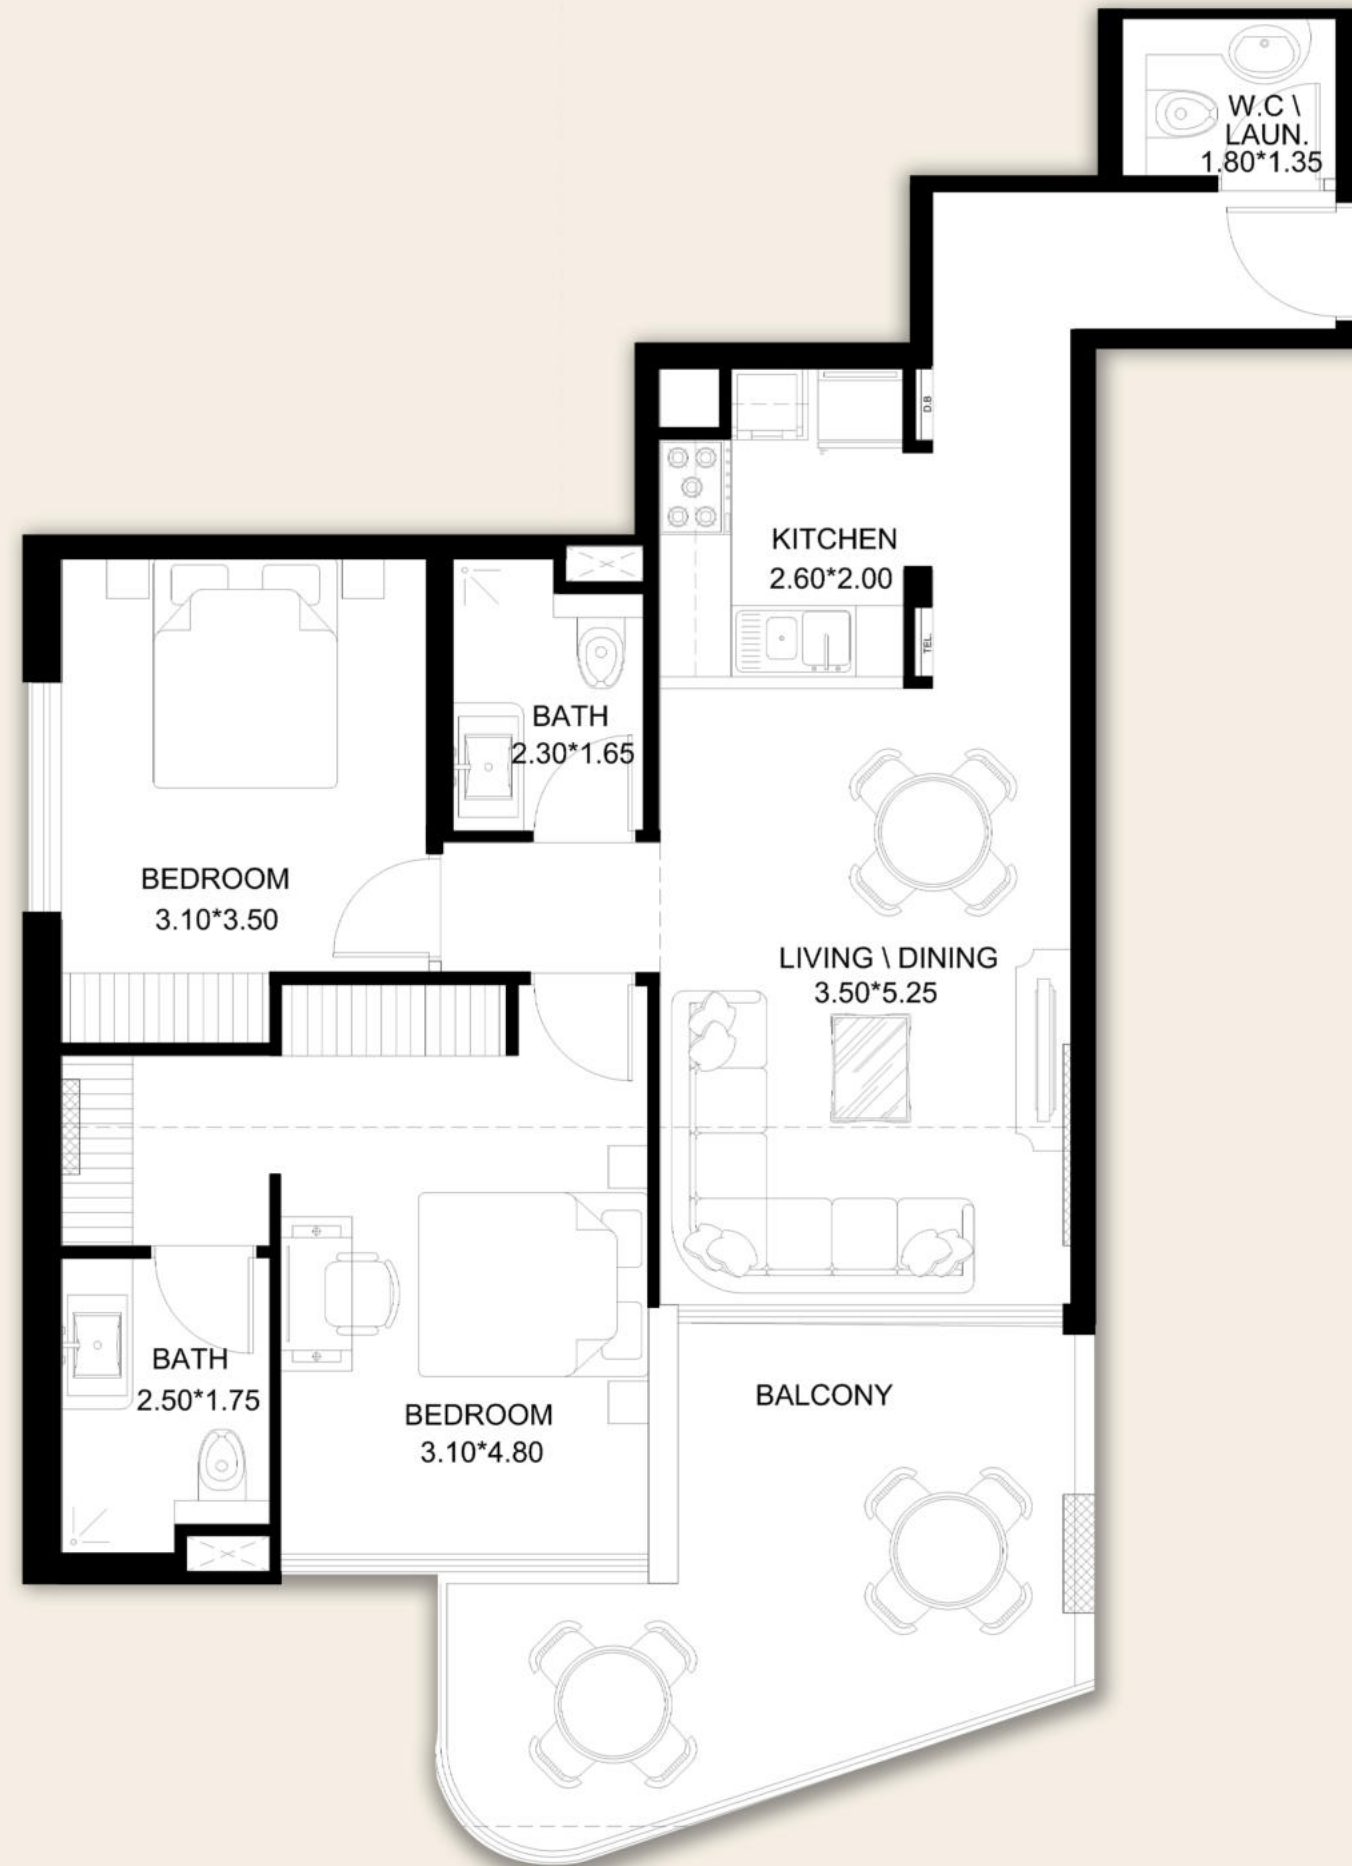 W.C \
LAUN.
1.80*1.35
D.B
KITCHEN
2.60*2.00
TEL.
BATH
2.30*1.65
BEDROOM
3.10*3.50
LIVING \ DINING
3.50*5.25
BATH
2.50*1.75
BEDROOM
3.10*4.80
BALCONY